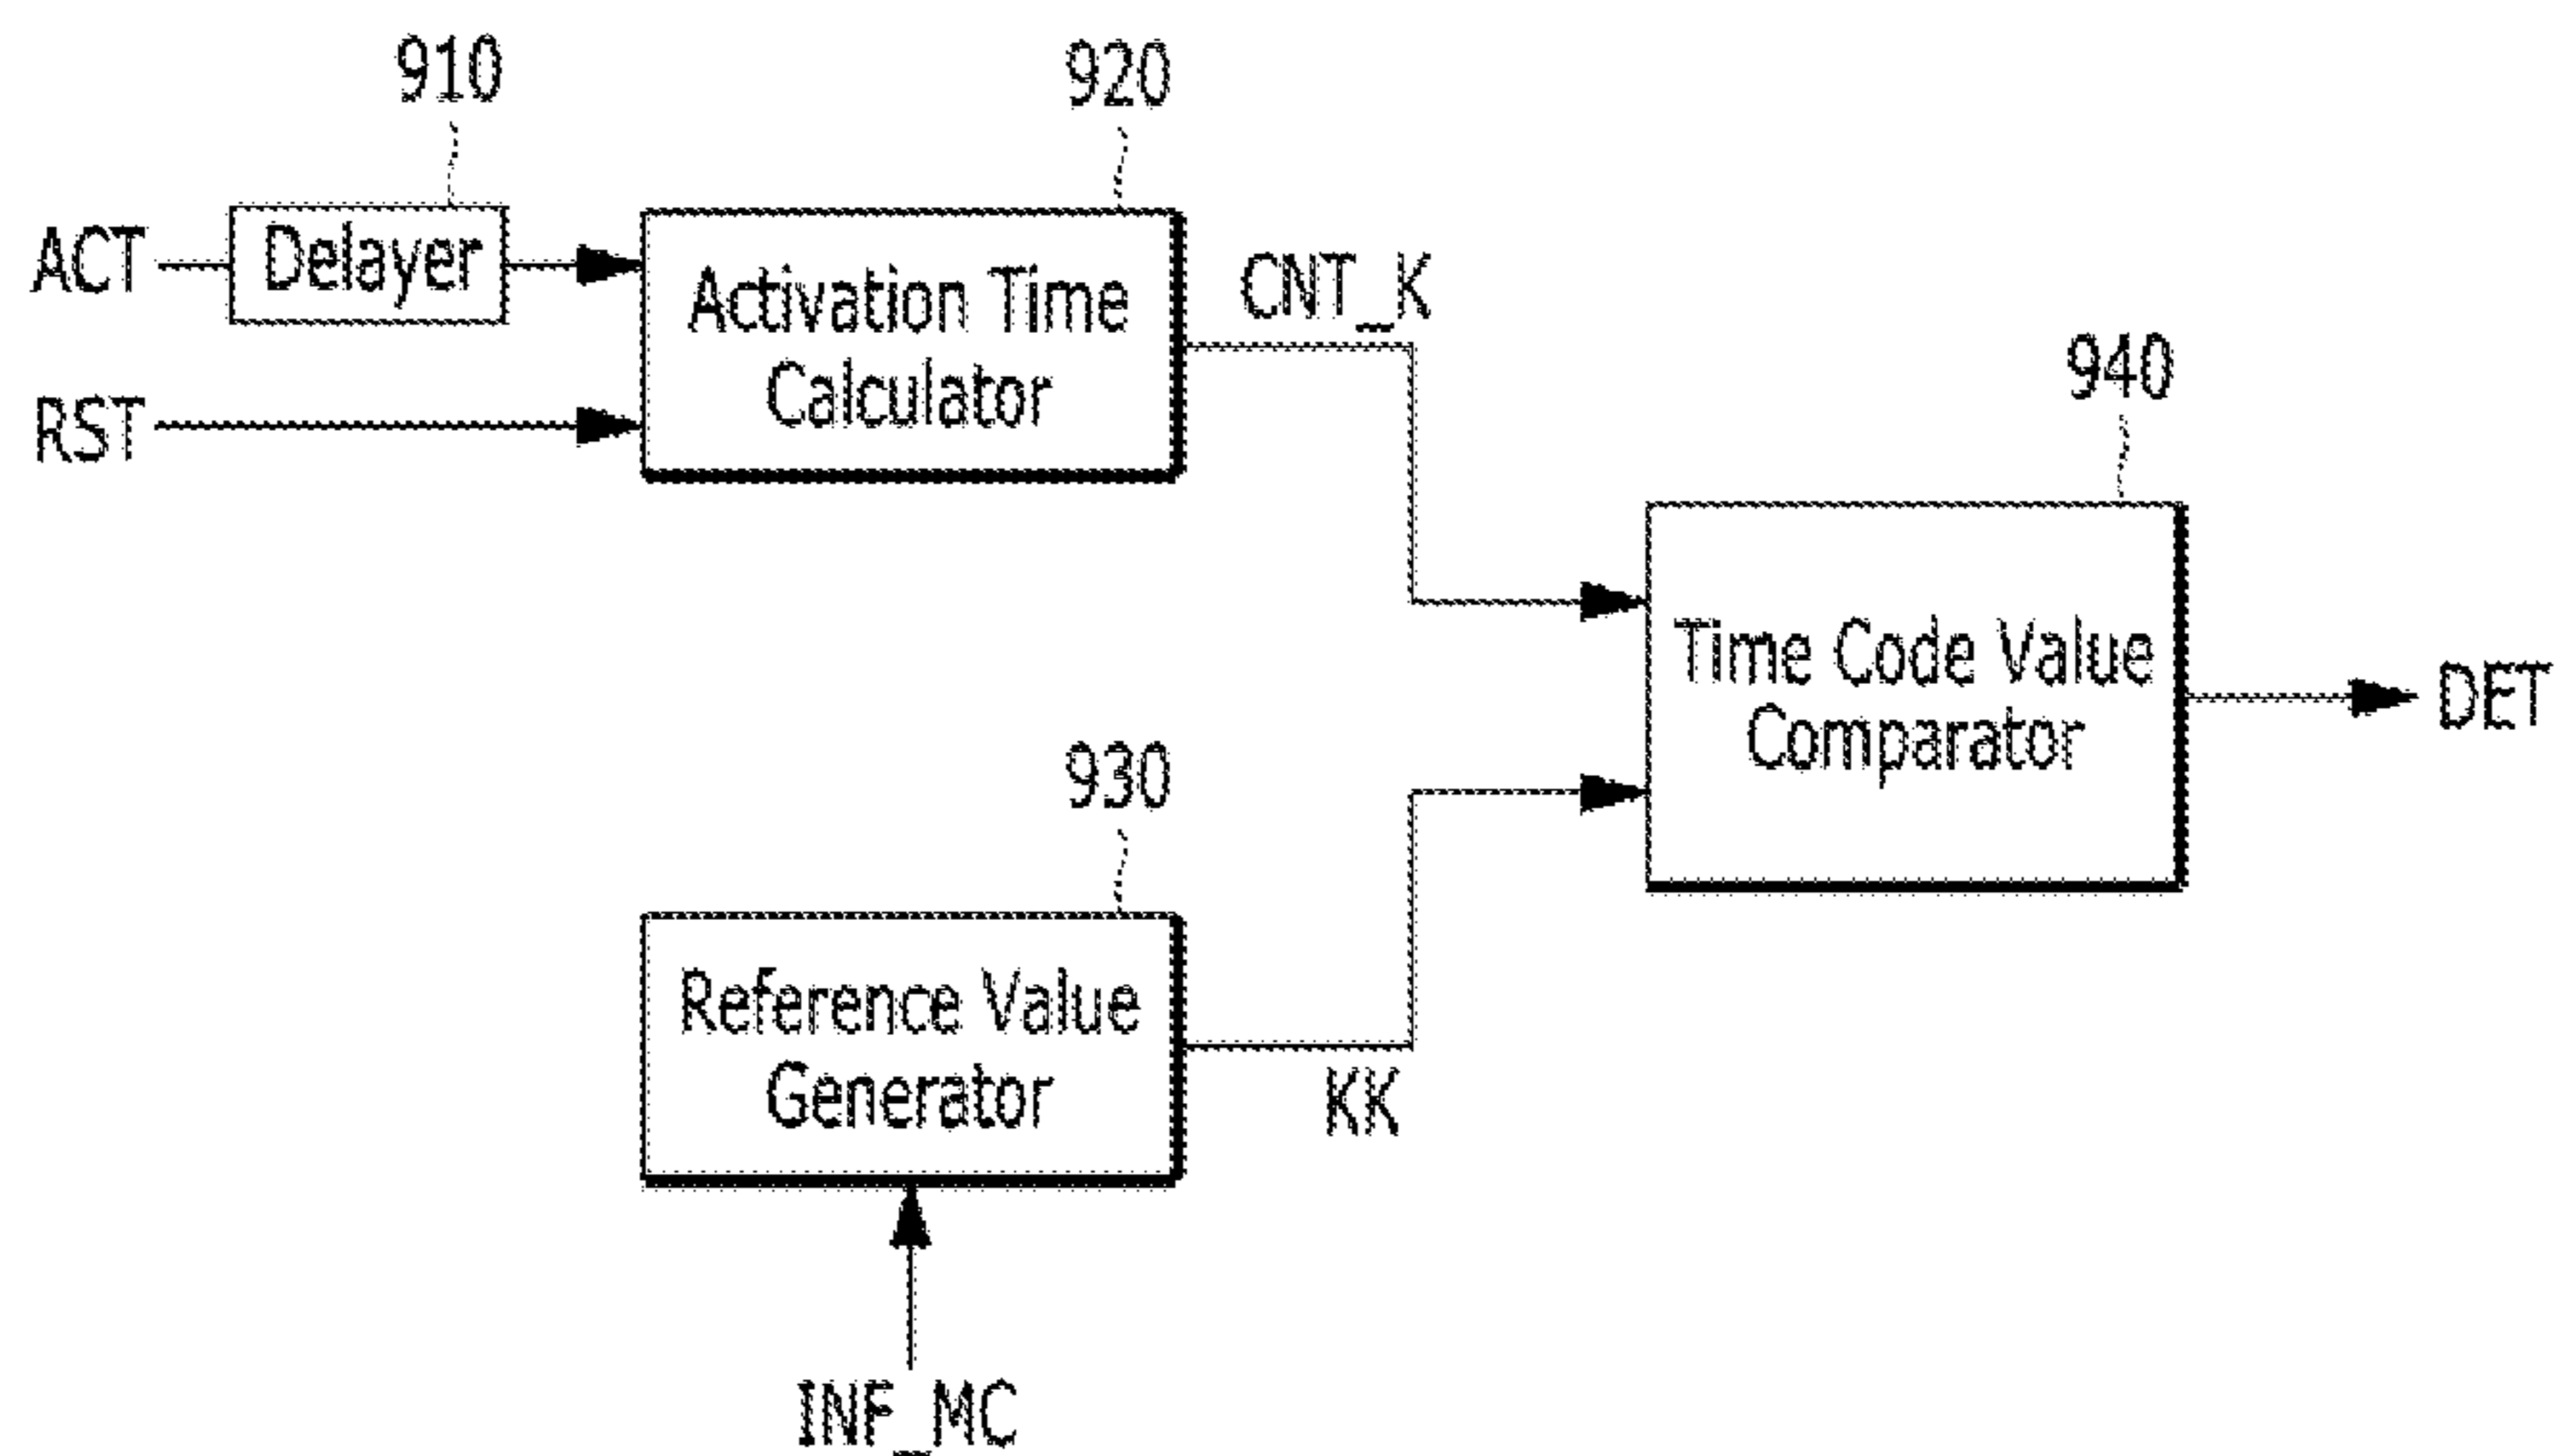 910
920
ACT
Delayer
Activation Time
Calculator
CNT_K
RST
940
Time Code Value
Comparator
DET
930
Reference Value
Generator
KK
INF_MC